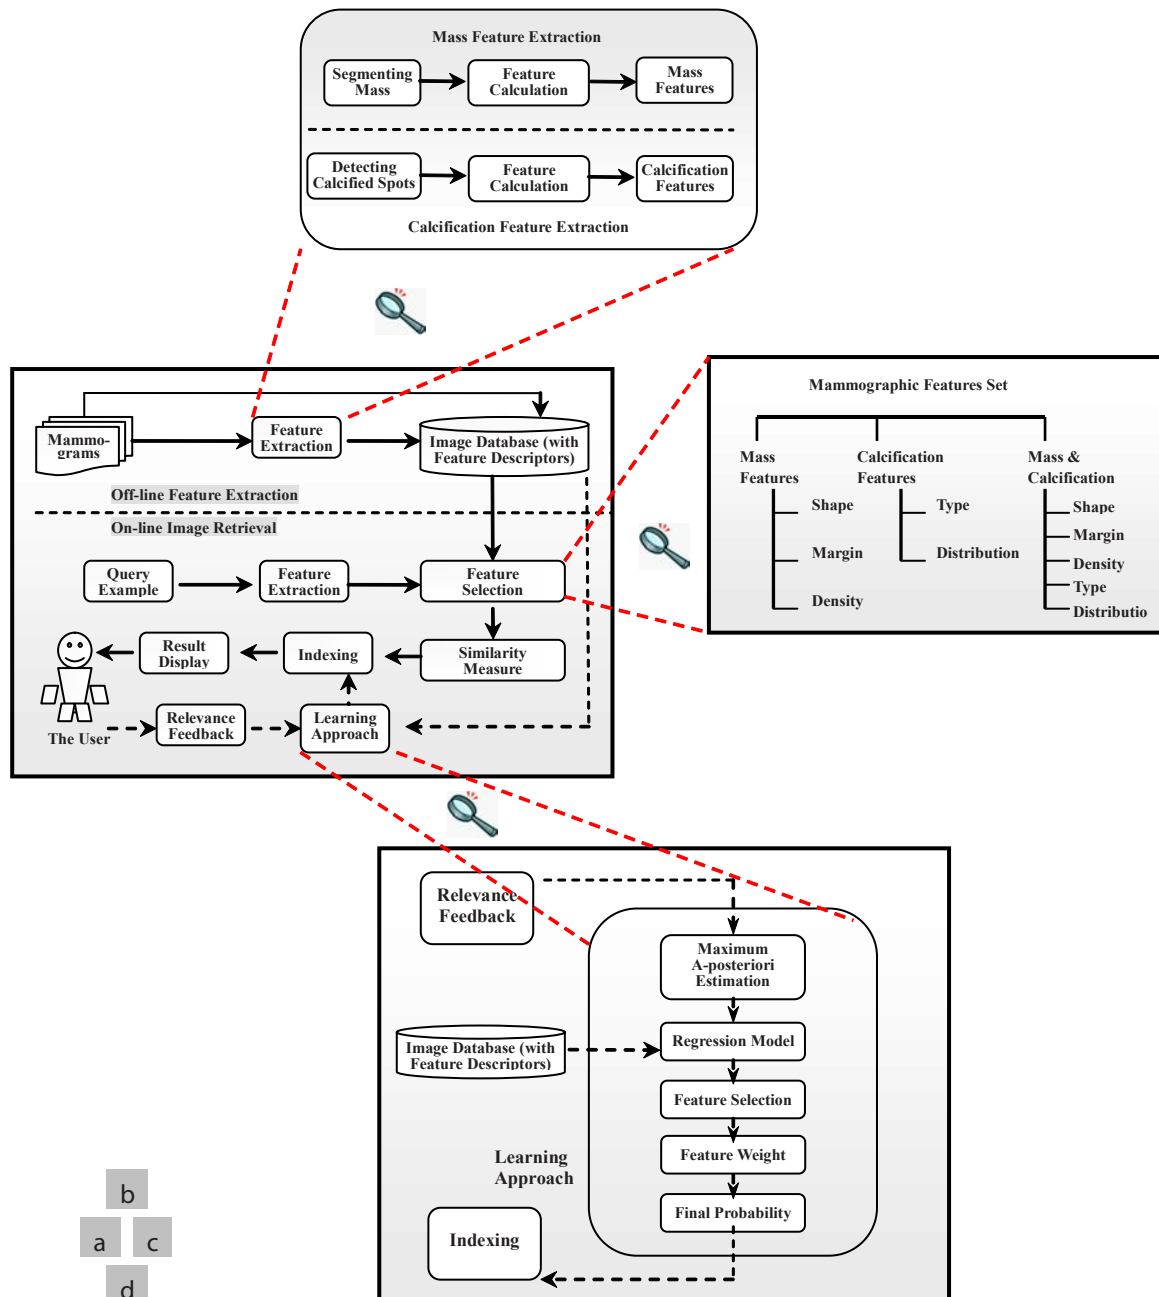 Mass Feature Extraction
Segmenting
Mass
Feature
Calculation
Mass
Features
Detecting
Calcified Spots
Feature
Calculation
Calcification
Features
Calcification Feature Extraction
Mammo-
grams
Feature
Extraction
Image Database (with
Feature Descriptors)
Off-line Feature Extraction
On-line Image Retrieval
Query
Example
Feature
Extraction
Feature
Selection
Result
Display
Indexing
Similarity
Measure
The User
Relevance
Feedback
Learning
Approach
Mammographic Features Set
Mass
Features
Shape
Margin
Density
Calcification
Features
Type
Distribution
Mass &
Calcification
Shape
Margin
Density
Type
Distributio
Relevance
Feedback
Maximum
A-posteriori
Estimation
Image Database (with
Feature Descriptors)
Regression Model
Feature Selection
Feature Weight
Learning
Approach
Final Probability
Indexing
b
a
c
d